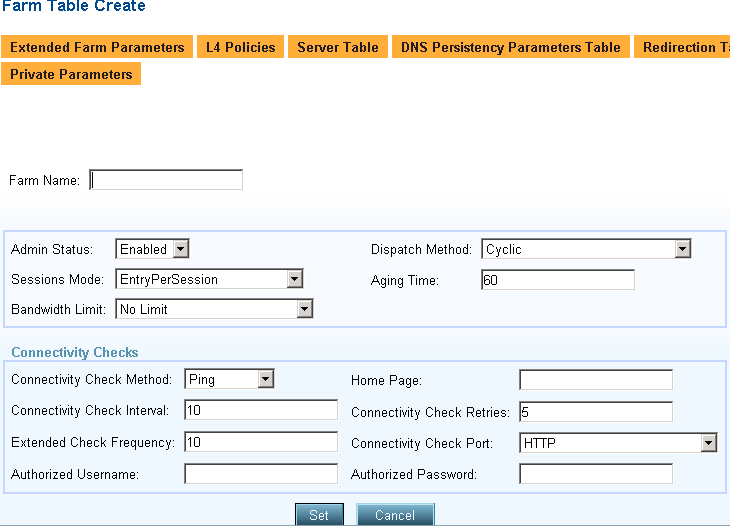 Farm Table Create
Extended Farm Parameters L4 Policies Server Table DNS Persistency Parameters Table Redirection Ta
Private Parameters
Farm Name:
Admin Status: Enabled Dispatch Method: Cyclic
Sessions Mode: EntryPerSession Aging Time: 60
Bandwidth Limit: No Limit
Connectivity Checks
Connectivity Check Method: Ping Home Page:
Connectivity Check Interval: 10 Connectivity Check Retries: 5
Extended Check Frequency: 10 Connectivity Check Port: HTTP
Authorized Username: Authorized Password:
Set Cancel